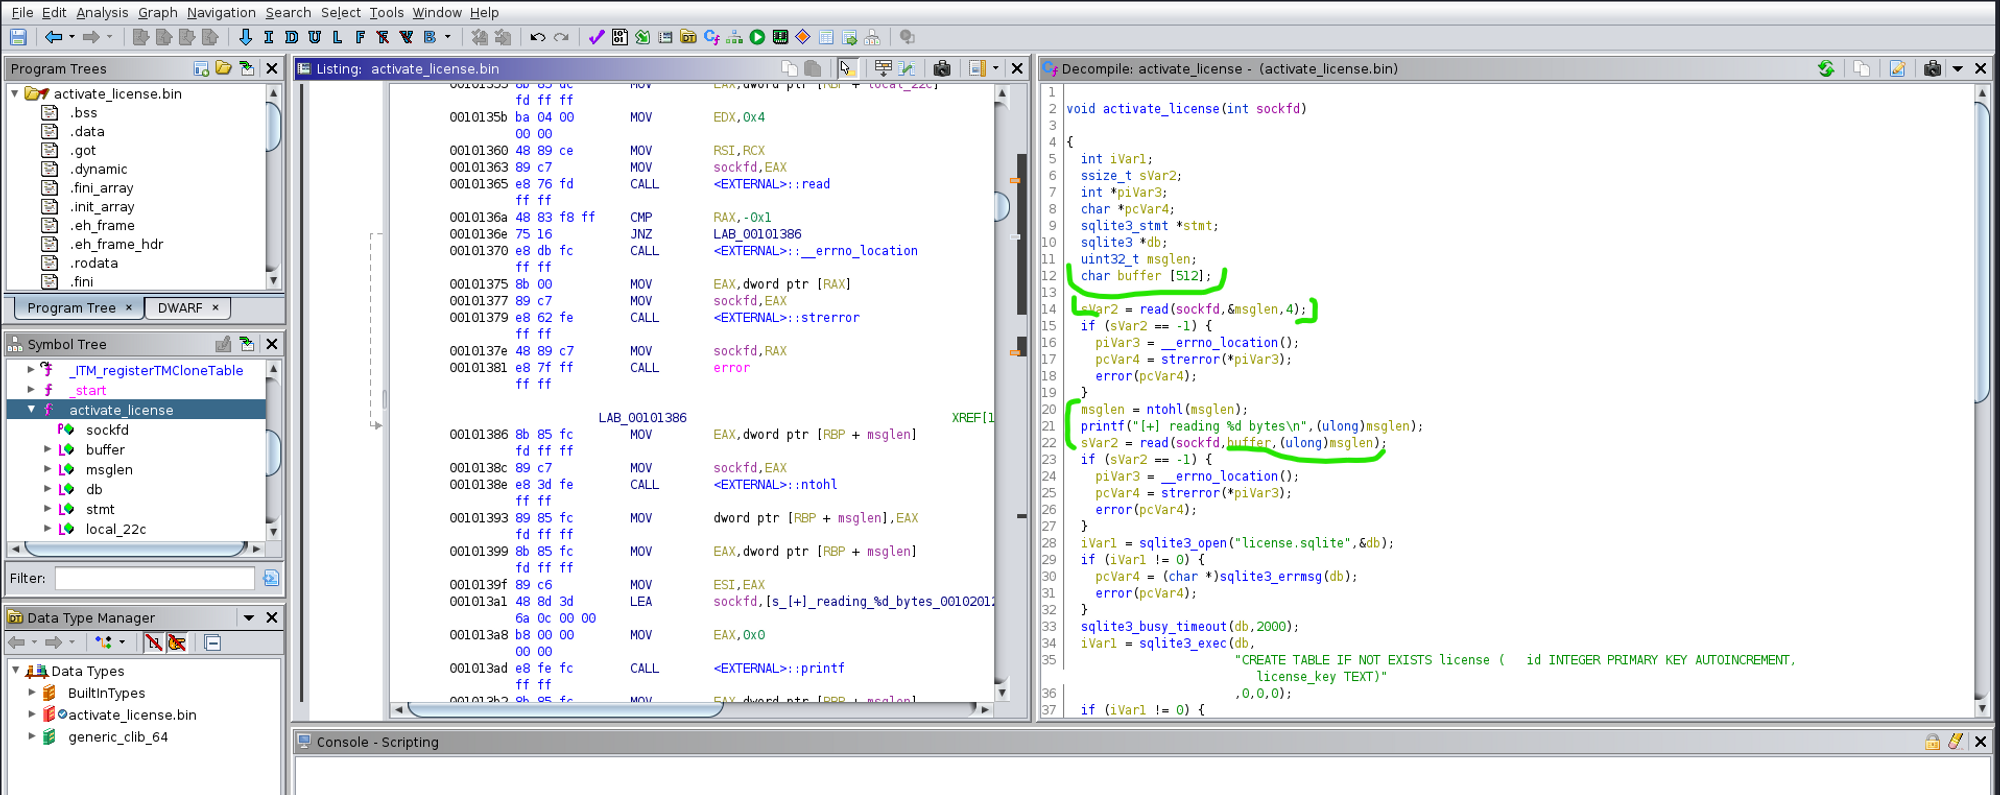 File Edit Analysis Graph Navigation Search Select Tools Window Help
I D U L F F V B
Program Trees
activate_license.bin
.bss
.data
.got
.dynamic
.fini_array
.init_array
.eh_frame
.eh_frame_hdr
.rodata
.fini
Program Tree × DWARF ×
Symbol Tree
_ITM_registerTMCloneTable
_start
activate_license
sockfd
buffer
msglen
db
stmt
local_22c
Filter:
Data Type Manager
Data Types
BuiltInTypes
activate_license.bin
generic_clib_64
Listing: activate_license.bin
00101355 8b 85 dc MOV EAX,dword ptr [RBP + local_22c]
fd ff ff
0010135b ba 04 00 MOV EDX,0x4
00 00
00101360 48 89 ce MOV RSI,RCX
00101363 89 c7 MOV sockfd,EAX
00101365 e8 76 fd CALL <EXTERNAL>::read
ff ff
0010136a 48 83 f8 ff CMP RAX,-0x1
0010136e 75 16 JNZ LAB_00101386
00101370 e8 db fc CALL <EXTERNAL>::__errno_location
ff ff
00101375 8b 00 MOV EAX,dword ptr [RAX]
00101377 89 c7 MOV sockfd,EAX
00101379 e8 62 fe CALL <EXTERNAL>::strerror
ff ff
0010137e 48 89 c7 MOV sockfd,RAX
00101381 e8 7f ff CALL error
ff ff
LAB_00101386 XREF[1
00101386 8b 85 fc MOV EAX,dword ptr [RBP + msglen]
fd ff ff
0010138c 89 c7 MOV sockfd,EAX
0010138e e8 3d fe CALL <EXTERNAL>::ntohl
ff ff
00101393 89 85 fc MOV dword ptr [RBP + msglen],EAX
fd ff ff
00101399 8b 85 fc MOV EAX,dword ptr [RBP + msglen]
fd ff ff
0010139f 89 c6 MOV ESI,EAX
001013a1 48 8d 3d LEA sockfd,[s_[+]_reading_%d_bytes_0010201
6a 0c 00 00
001013a8 b8 00 00 MOV EAX,0x0
00 00
001013ad e8 fe fc CALL <EXTERNAL>::printf
ff ff
001013b2 8b 85 fc MOV EAX,dword ptr [RBP + msglen]
Decompile: activate_license - (activate_license.bin)
1
2 void activate_license(int sockfd)
3
4 {
5 int iVar1;
6 ssize_t sVar2;
7 int *piVar3;
8 char *pcVar4;
9 sqlite3_stmt *stmt;
10 sqlite3 *db;
11 uint32_t msglen;
12 char buffer [512];
13
14 sVar2 = read(sockfd,&msglen,4);
15 if (sVar2 == -1) {
16 piVar3 = __errno_location();
17 pcVar4 = strerror(*piVar3);
18 error(pcVar4);
19 }
20 msglen = ntohl(msglen);
21 printf("[+] reading %d bytes\n",(ulong)msglen);
22 sVar2 = read(sockfd,buffer,(ulong)msglen);
23 if (sVar2 == -1) {
24 piVar3 = __errno_location();
25 pcVar4 = strerror(*piVar3);
26 error(pcVar4);
27 }
28 iVar1 = sqlite3_open("license.sqlite",&db);
29 if (iVar1 != 0) {
30 pcVar4 = (char *)sqlite3_errmsg(db);
31 error(pcVar4);
32 }
33 sqlite3_busy_timeout(db,2000);
34 iVar1 = sqlite3_exec(db,
35 "CREATE TABLE IF NOT EXISTS license ( id INTEGER PRIMARY KEY AUTOINCREMENT,
license_key TEXT)"
36 ,0,0,0);
37 if (iVar1 != 0) {
Console - Scripting